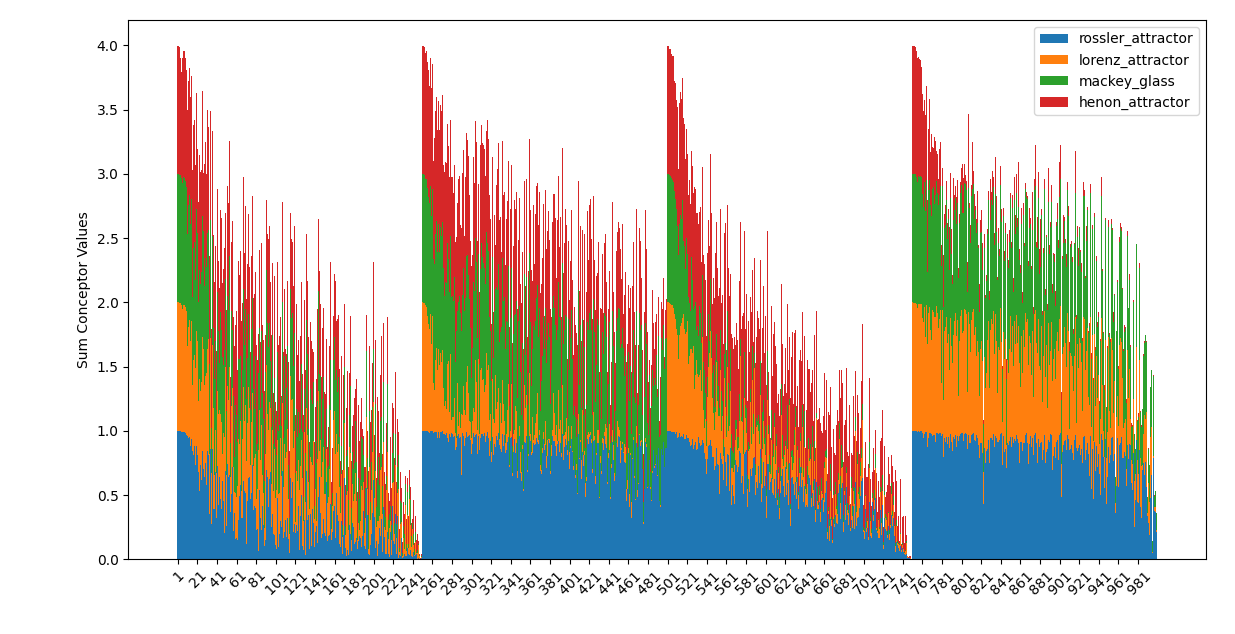 Sum Conceptor Values
4.0
3.5
3.0
2.5
2.0
1.5
1.0
0.5
0.0
rossler_attractor
lorenz_attractor
mackey_glass
henon_attractor
1 21 41 61 81 101 121 141 161 181 201 221 241 261 281 301 321 341 361 381 401 421 441 461 481 501 521 541 561 581 601 621 641 661 681 701 721 741 761 781 801 821 841 861 881 901 921 941 961 981